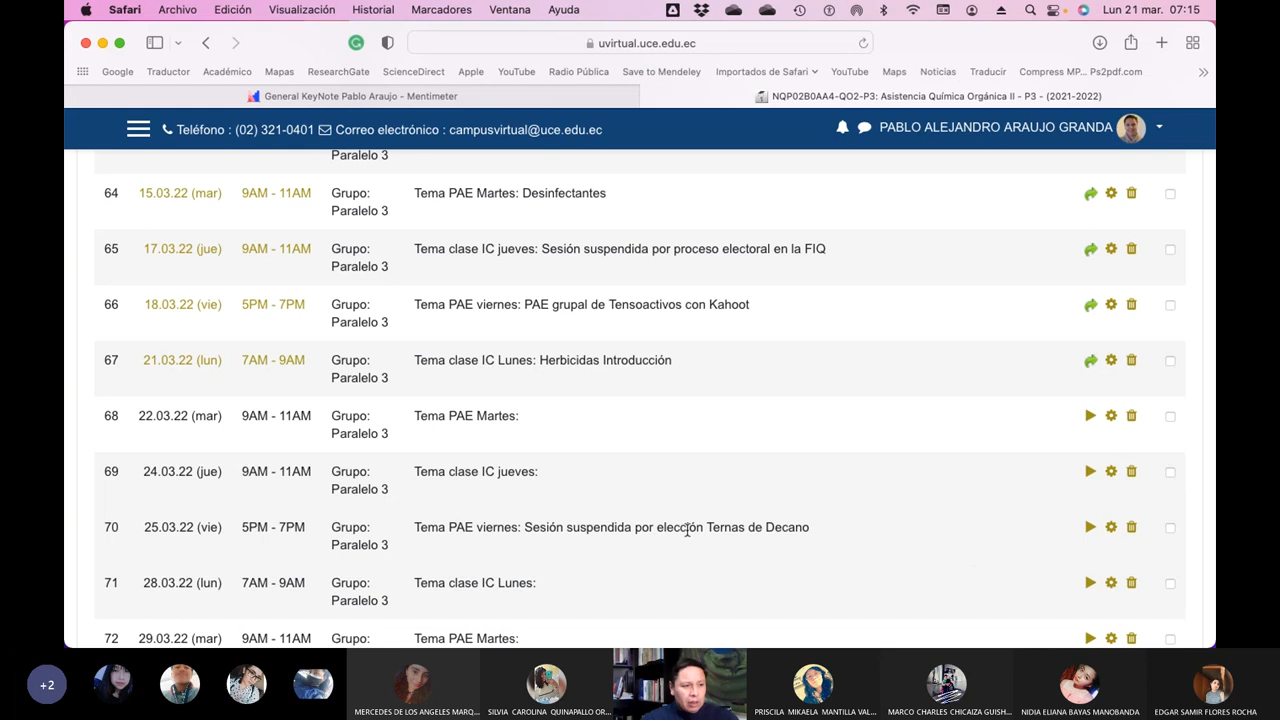 Safari Archivo Edición Visualización Historial Marcadores Ventana Ayuda Lun 21 mar. 07:15
uvirtual.uce.edu.ec
Google Traductor Académico Mapas ResearchGate ScienceDirect Apple YouTube Radio Pública Save to Mendeley Importados de Safari YouTube Maps Noticias Traducir Compress MP... Ps2pdf.com
General KeyNote Pablo Araujo - Mentimeter NQP02B0AA4-QO2-P3: Asistencia Química Orgánica II - P3 - (2021-2022)
Teléfono : (02) 321-0401 Correo electrónico : campusvirtual@uce.edu.ec PABLO ALEJANDRO ARAUJO GRANDA
Paralelo 3
64 15.03.22 (mar) 9AM - 11AM Grupo: Tema PAE Martes: Desinfectantes
Paralelo 3
65 17.03.22 (jue) 9AM - 11AM Grupo: Tema clase IC jueves: Sesión suspendida por proceso electoral en la FIQ
Paralelo 3
66 18.03.22 (vie) 5PM - 7PM Grupo: Tema PAE viernes: PAE grupal de Tensoactivos con Kahoot
Paralelo 3
67 21.03.22 (lun) 7AM - 9AM Grupo: Tema clase IC Lunes: Herbicidas Introducción
Paralelo 3
68 22.03.22 (mar) 9AM - 11AM Grupo: Tema PAE Martes:
Paralelo 3
69 24.03.22 (jue) 9AM - 11AM Grupo: Tema clase IC jueves:
Paralelo 3
70 25.03.22 (vie) 5PM - 7PM Grupo: Tema PAE viernes: Sesión suspendida por elección Ternas de Decano
Paralelo 3
71 28.03.22 (lun) 7AM - 9AM Grupo: Tema clase IC Lunes:
Paralelo 3
72 29.03.22 (mar) 9AM - 11AM Grupo: Tema PAE Martes:
+2
MERCEDES DE LOS ANGELES MARQ... SILVIA CAROLINA QUINAPALLO OR... PRISCILA MIKAELA MANTILLA VAL... MARCO CHARLES CHICAIZA GUISH... NIDIA ELIANA BAYAS MANOBANDA EDGAR SAMIR FLORES ROCHA